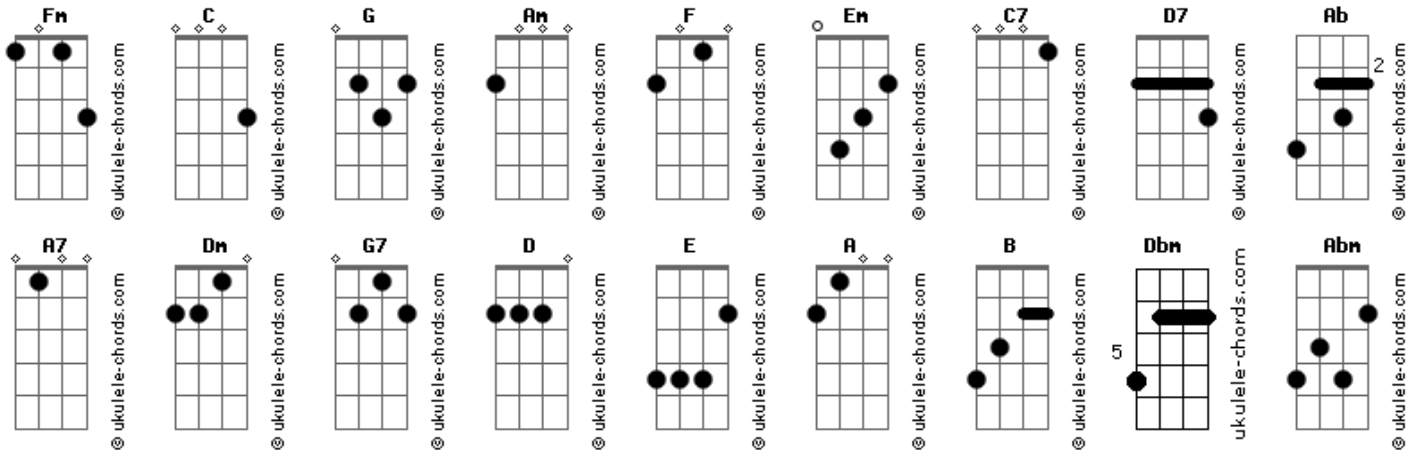 Fm C G Am F Em C7 D7 Ab
© ukulele-chords.com © ukulele-chords.com © ukulele-chords.com © ukulele-chords.com © ukulele-chords.com © ukulele-chords.com © ukulele-chords.com © ukulele-chords.com 2 © ukulele-chords.com
A7 Dm G7 D E A B Dbm Abm
© ukulele-chords.com © ukulele-chords.com © ukulele-chords.com © ukulele-chords.com © ukulele-chords.com © ukulele-chords.com © ukulele-chords.com 5 ukulele-chords.com © ukulele-chords.com